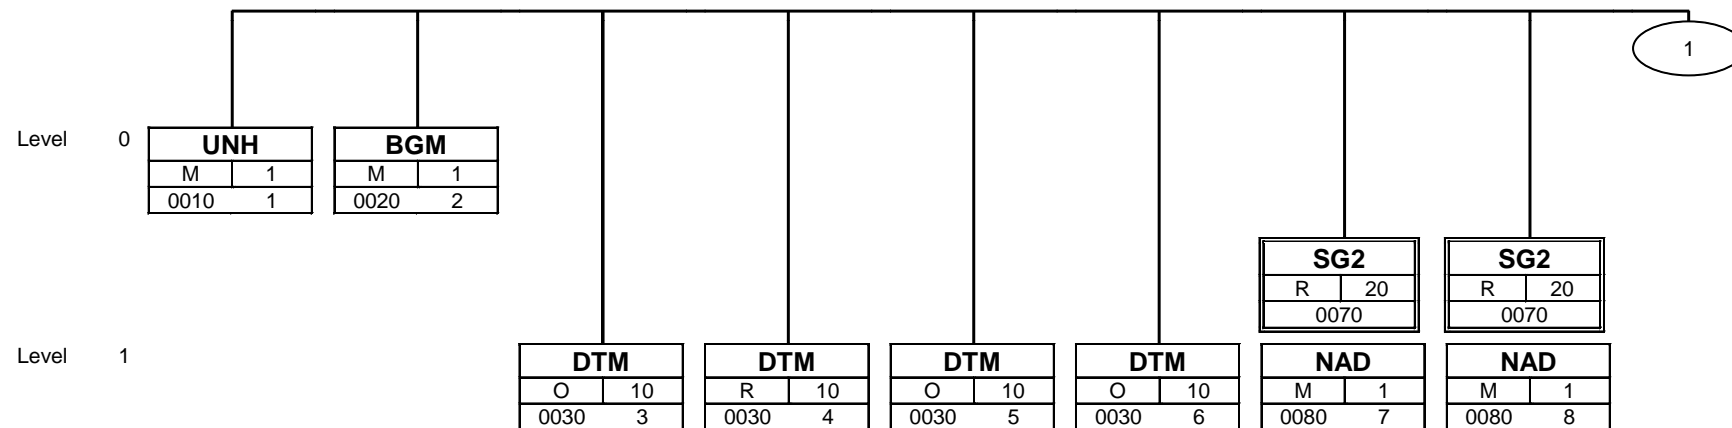 1
Level 0
UNH BGM
M 1 M 1
0010 1 0020 2
SG2 SG2
R 20 R 20
0070 0070
Level 1
DTM DTM DTM DTM NAD NAD
O 10 R 10 O 10 O 10 M 1 M 1
0030 3 0030 4 0030 5 0030 6 0080 7 0080 8